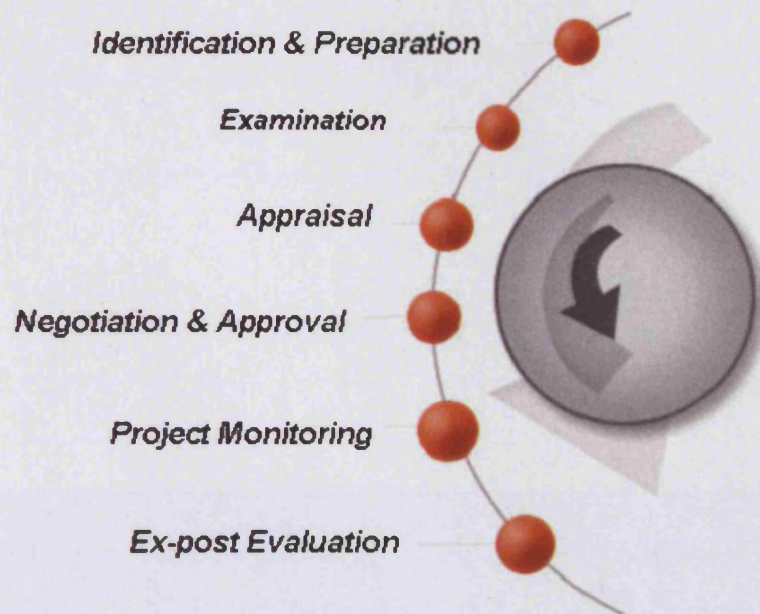 Identification & Preparation
Examination
Appraisal
Negotiation & Approval
Project Monitoring
Ex-post Evaluation